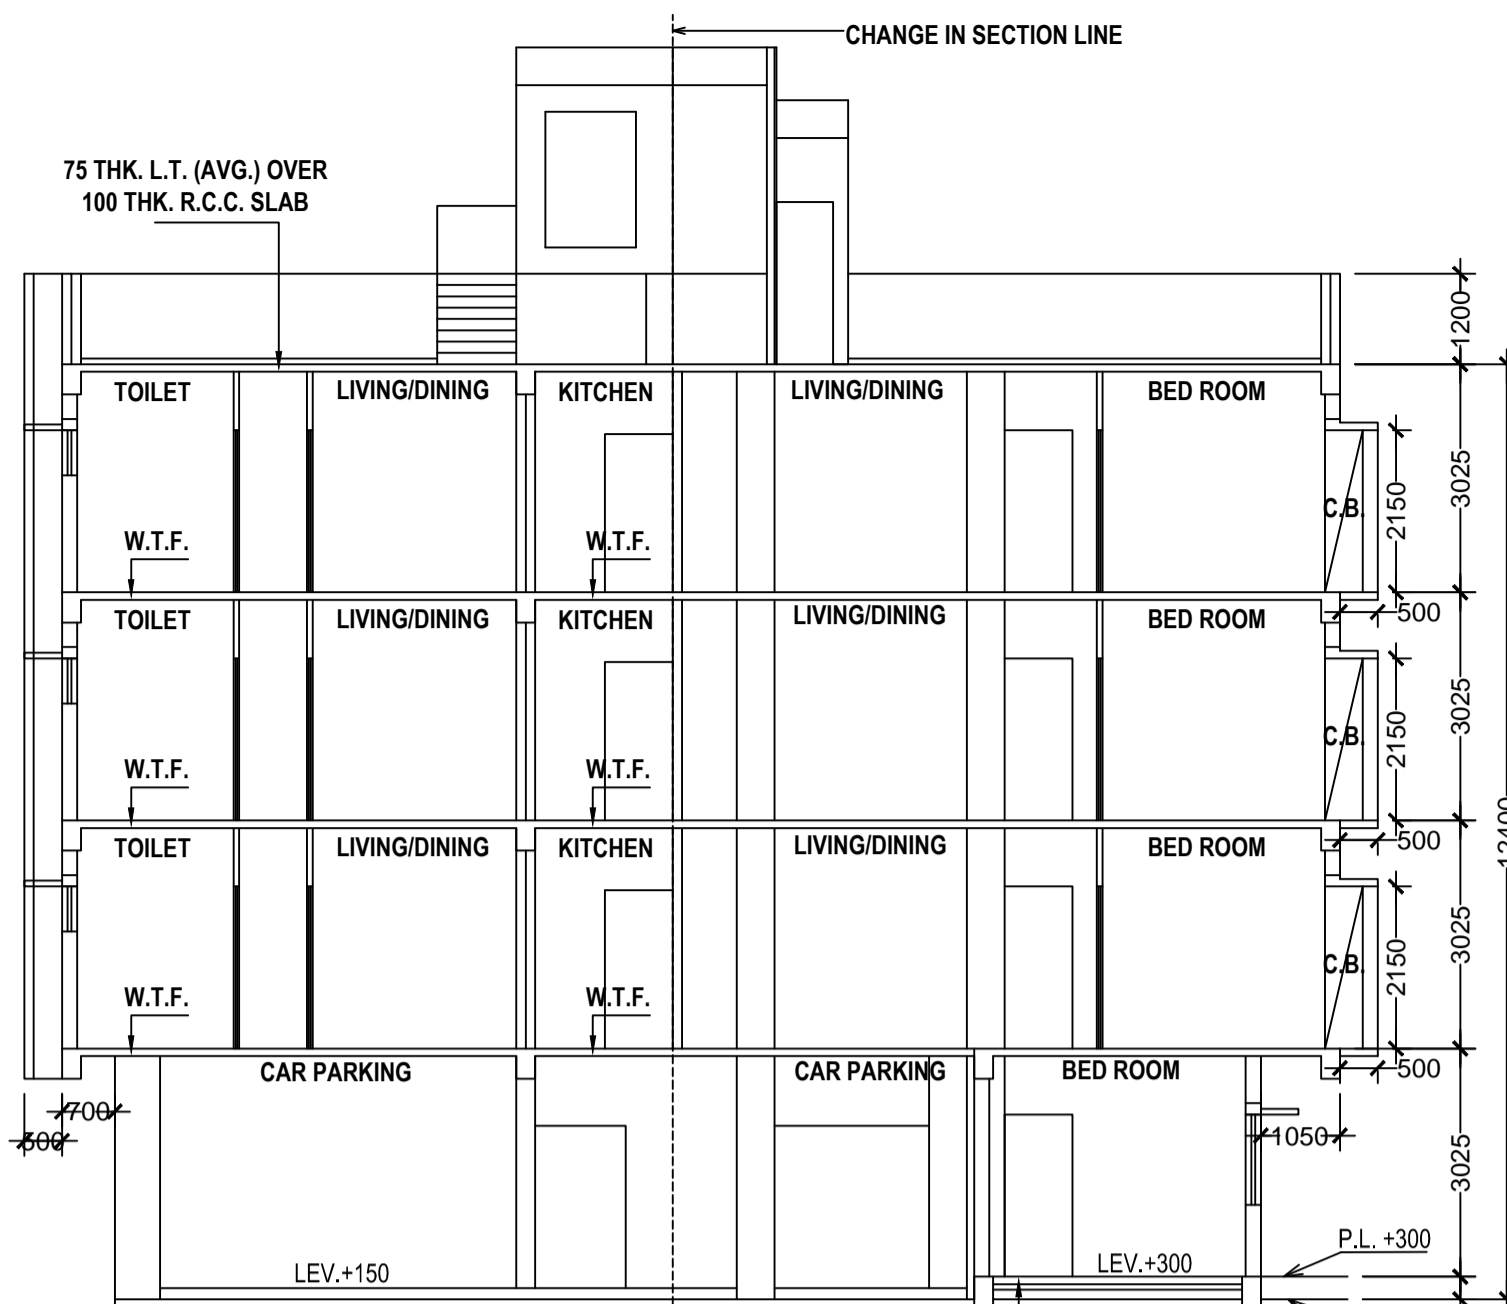 CHANGE IN SECTION LINE
75 THK. L.T. (AVG.) OVER
100 THK. R.C.C. SLAB
1200
TOILET LIVING/DINING KITCHEN LIVING/DINING BED ROOM
3025
2150
C.B.
W.T.F. W.T.F.
500
TOILET LIVING/DINING KITCHEN LIVING/DINING BED ROOM
3025
2150
C.B.
W.T.F. W.T.F.
12400
500
TOILET LIVING/DINING KITCHEN LIVING/DINING BED ROOM
3025
2150
C.B.
W.T.F. W.T.F.
500
CAR PARKING CAR PARKING BED ROOM
700
500
1050
3025
P.L. +300
LEV.+150 LEV.+300